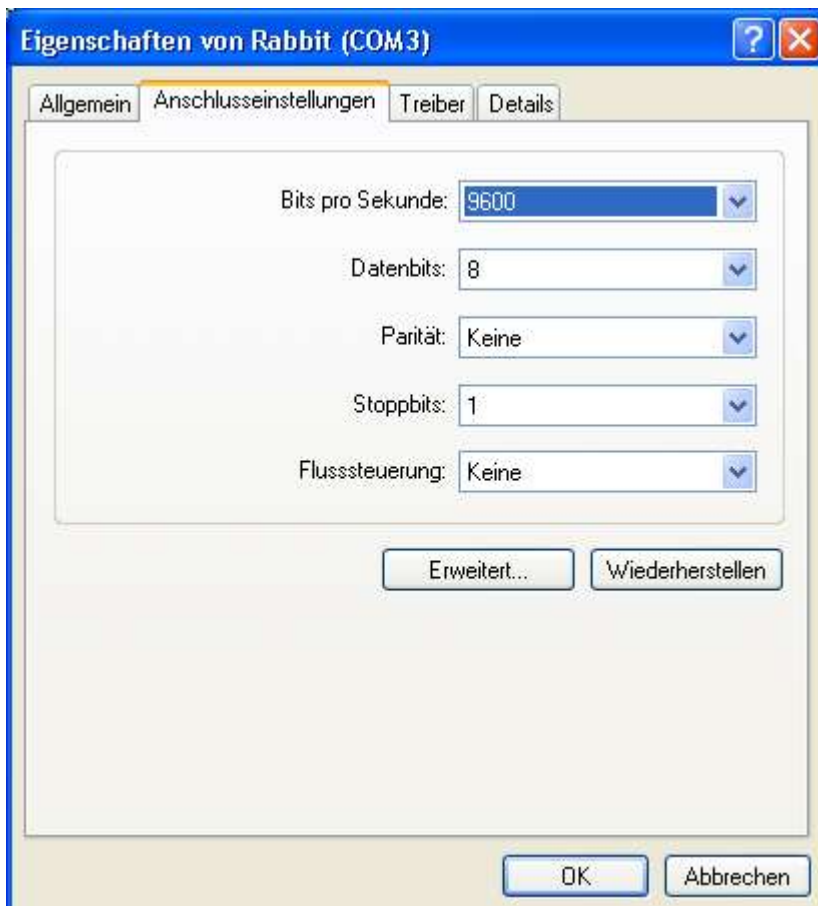 Eigenschaften von Rabbit (COM3)
Allgemein Anschlusseinstellungen Treiber Details
Bits pro Sekunde: 9600
Datenbits: 8
Parität: Keine
Stoppbits: 1
Flusssteuerung: Keine
Erweitert... Wiederherstellen
OK Abbrechen